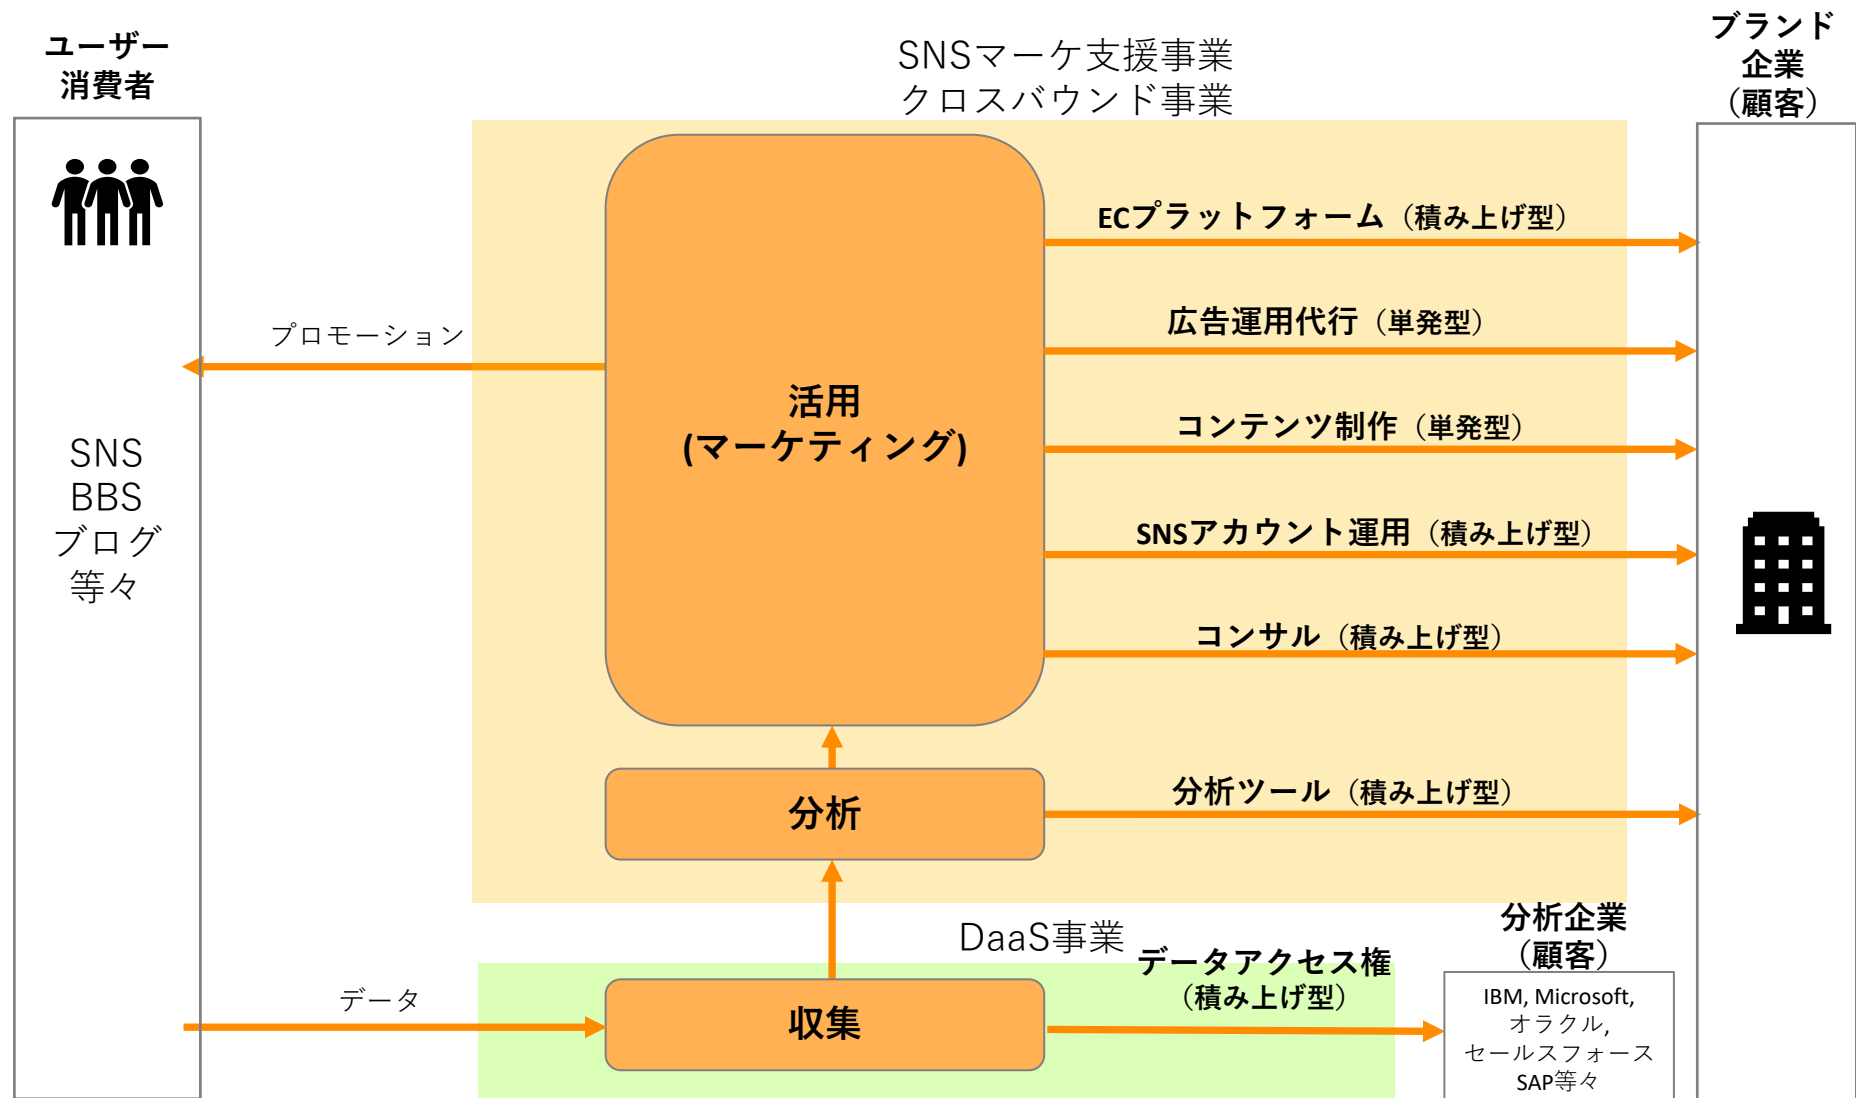 ユーザー
消費者
SNS
BBS
ブログ
等々
SNSマーケ支援事業
クロスバウンド事業
プロモーション
活用
(マーケティング)
ECプラットフォーム（積み上げ型）
広告運用代行（単発型）
コンテンツ制作（単発型）
SNSアカウント運用（積み上げ型）
コンサル（積み上げ型）
分析
分析ツール（積み上げ型）
DaaS事業
データ
収集
データアクセス権
（積み上げ型）
ブランド
企業
（顧客）
分析企業
（顧客）
IBM, Microsoft,
オラクル,
セールスフォース
SAP等々